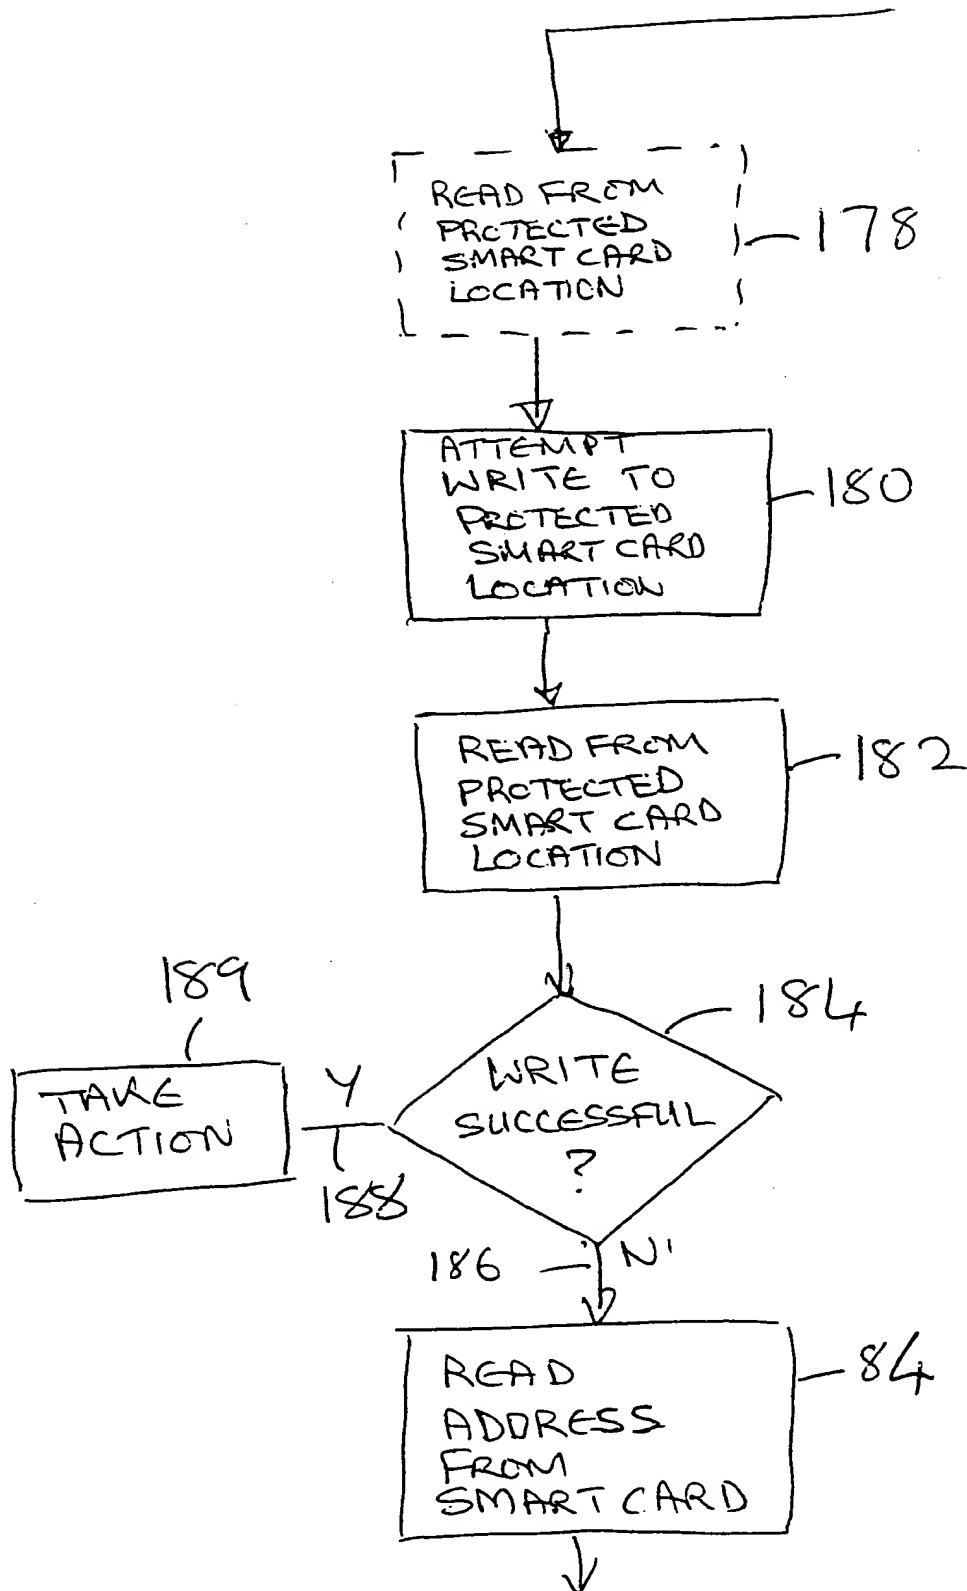 READ FROM
PROTECTED
SMART CARD
LOCATION
178
ATTEMPT
WRITE TO
PROTECTED
SMART CARD
LOCATION
180
READ FROM
PROTECTED
SMART CARD
LOCATION
182
184
WRITE
SUCCESSFUL
?
189
TAKE
ACTION
Y
188
186
N
READ
ADDRESS
FROM
SMART CARD
84